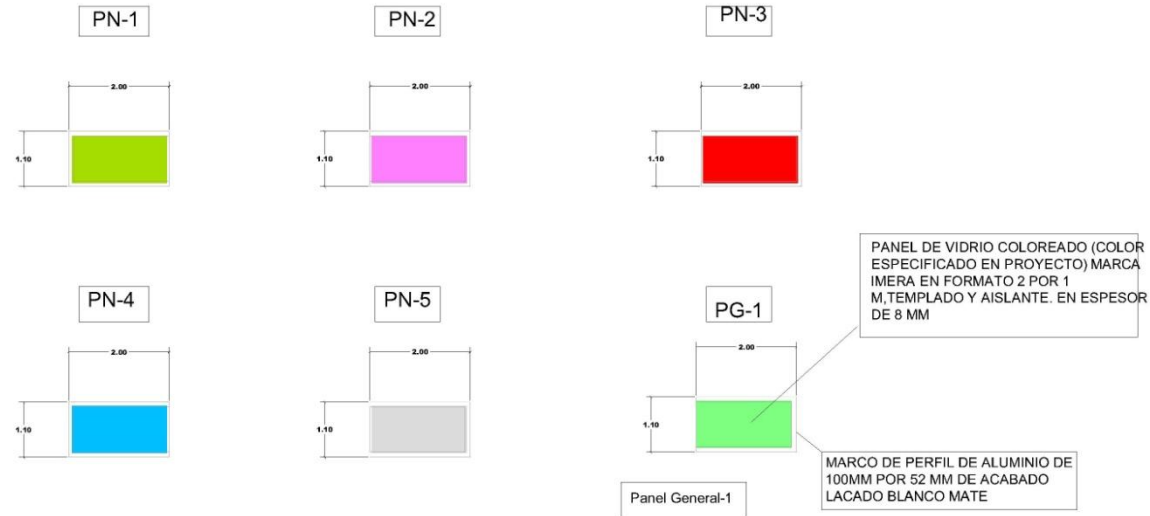 PN-1
PN-2
PN-3
2.00
2.00
2.00
1.10
1.10
1.10
PN-4
PN-5
PG-1
PANEL DE VIDRIO COLOREADO (COLOR
ESPECIFICADO EN PROYECTO) MARCA
IMERA EN FORMATO 2 POR 1
M,TEMPLADO Y AISLANTE. EN ESPESOR
DE 8 MM
2.00
2.00
2.00
1.10
1.10
1.10
MARCO DE PERFIL DE ALUMINIO DE
100MM POR 52 MM DE ACABADO
LACADO BLANCO MATE
Panel General-1